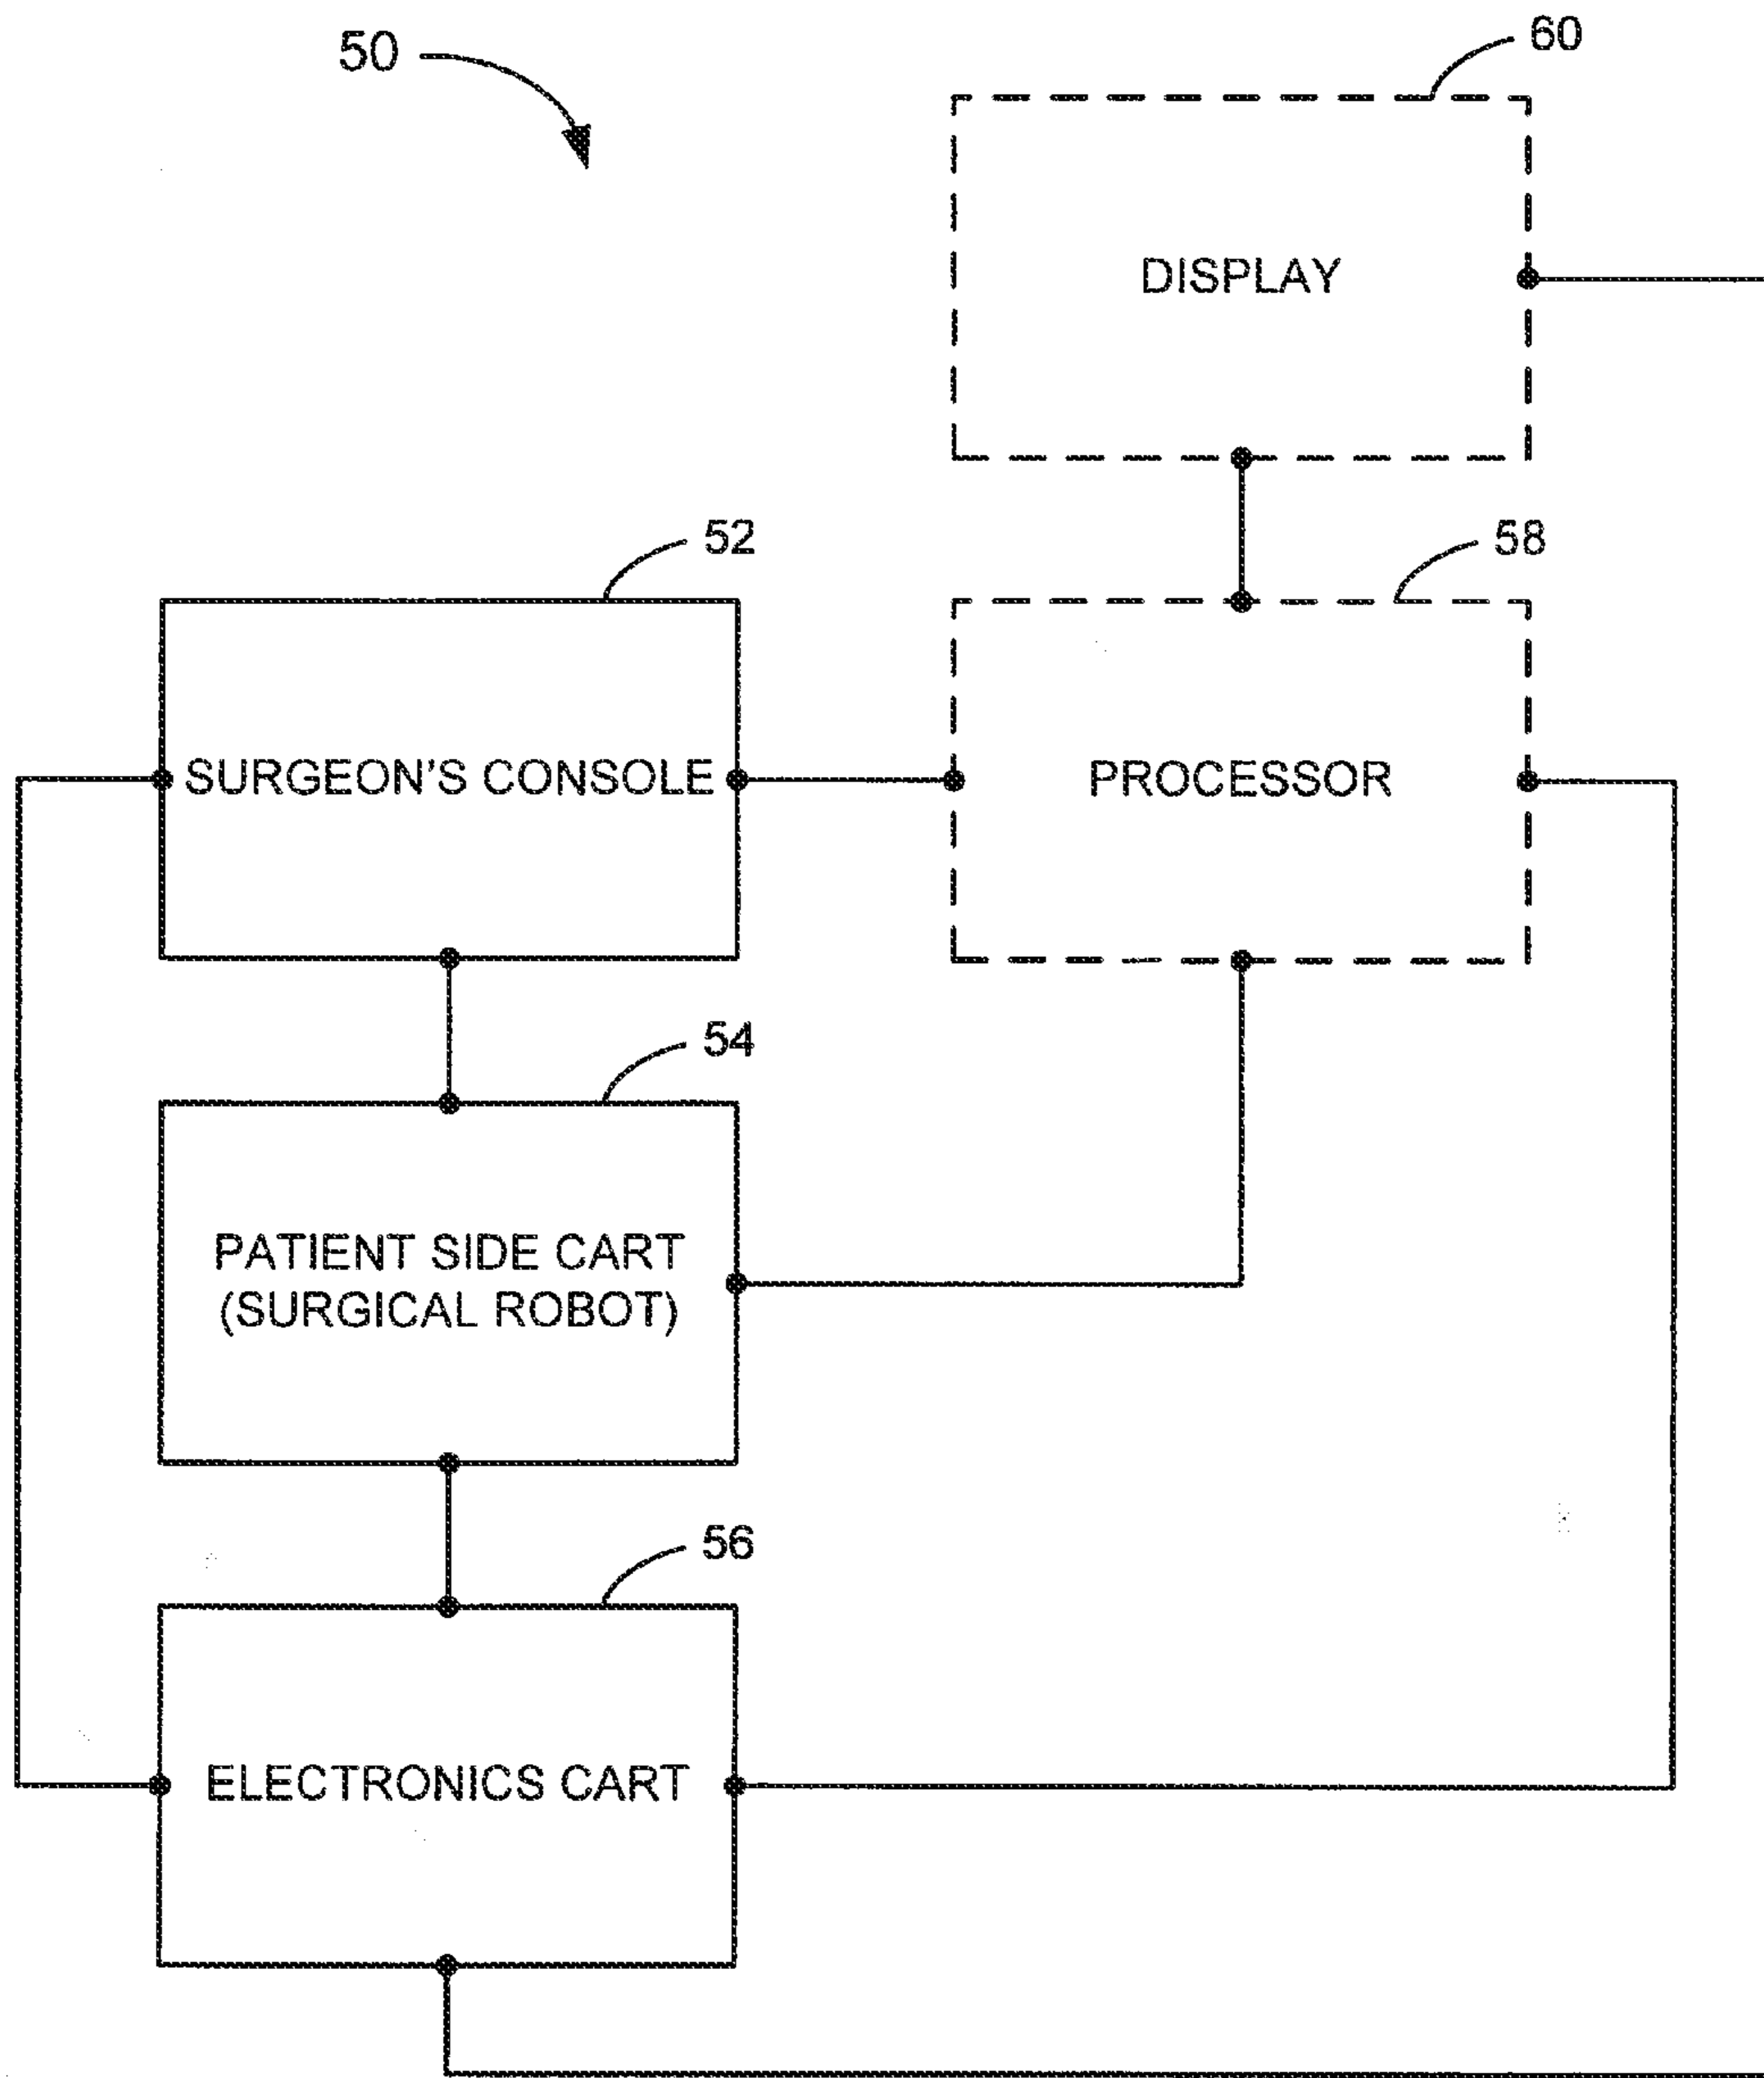 50
60
DISPLAY
52
58
SURGEON'S CONSOLE
PROCESSOR
54
PATIENT SIDE CART
(SURGICAL ROBOT)
56
ELECTRONICS CART